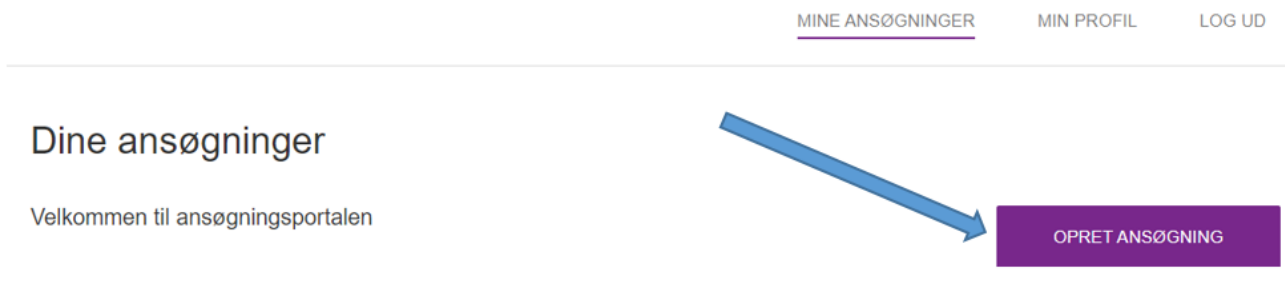 MINE ANSØGNINGER MIN PROFIL LOG UD
Dine ansøgninger
Velkommen til ansøgningsportalen
OPRET ANSØGNING